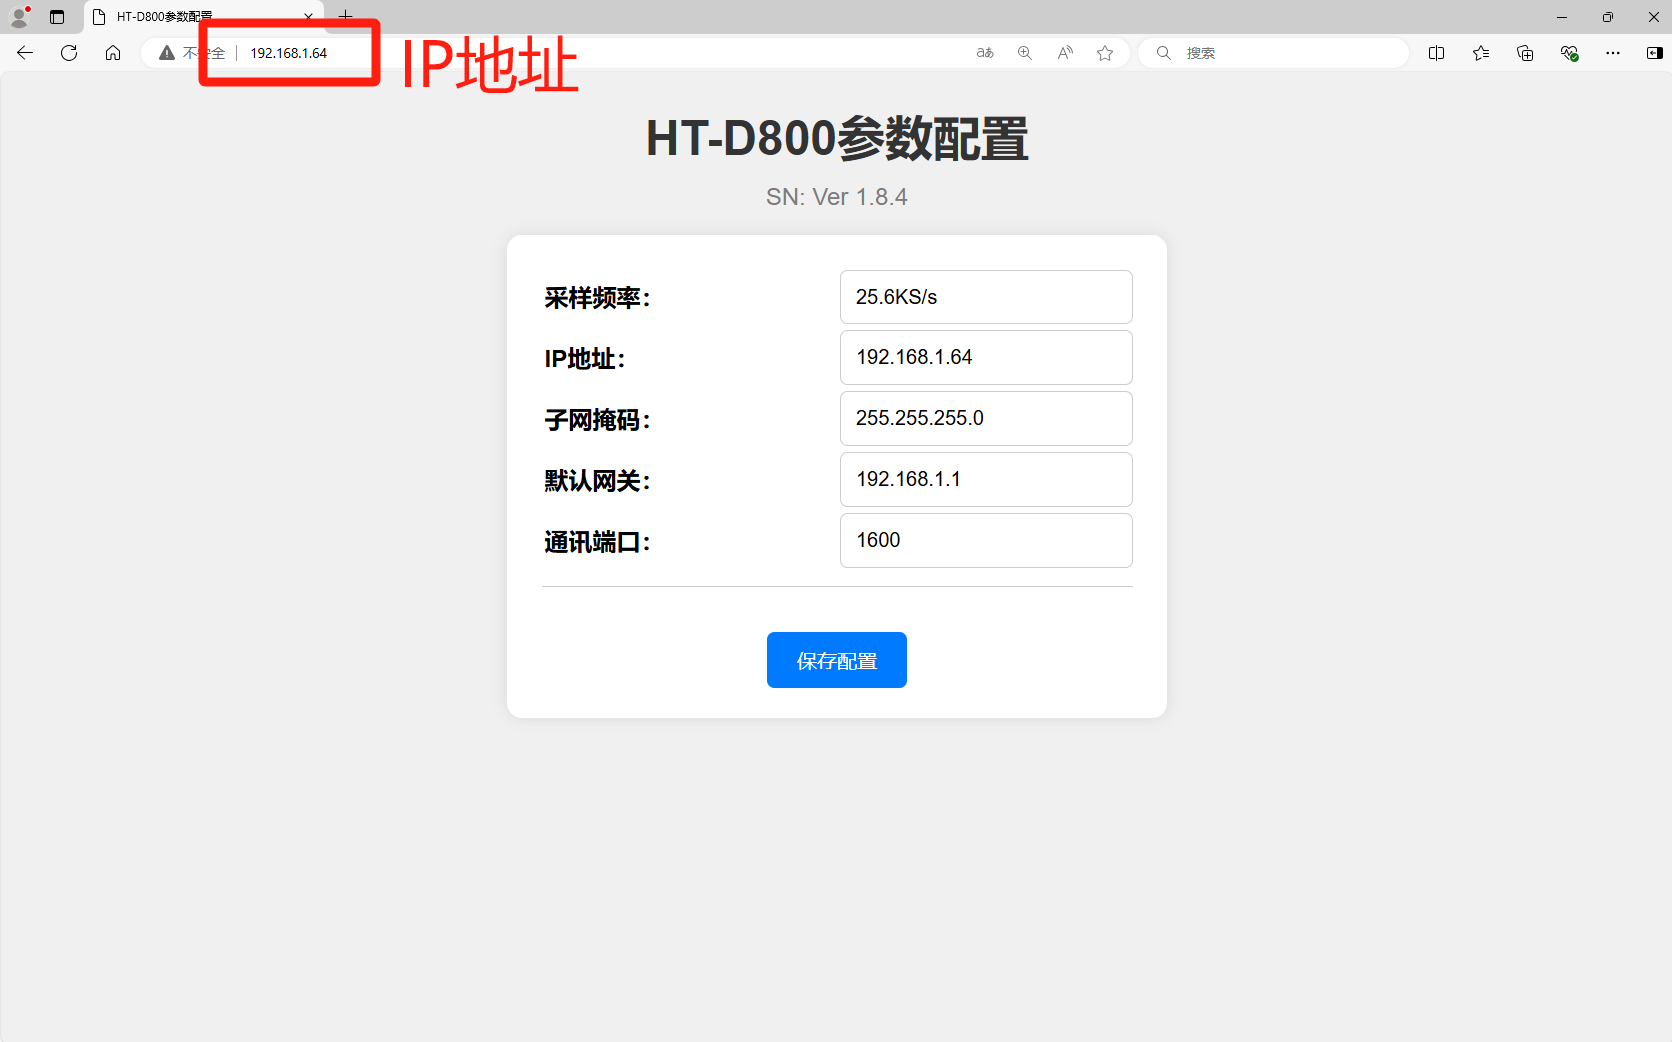 HT-D800参数配置
不安全
192.168.1.64
IP地址
搜索
HT-D800参数配置
SN: Ver 1.8.4
采样频率：
25.6KS/s
IP地址：
192.168.1.64
子网掩码：
255.255.255.0
默认网关：
192.168.1.1
通讯端口：
1600
保存配置